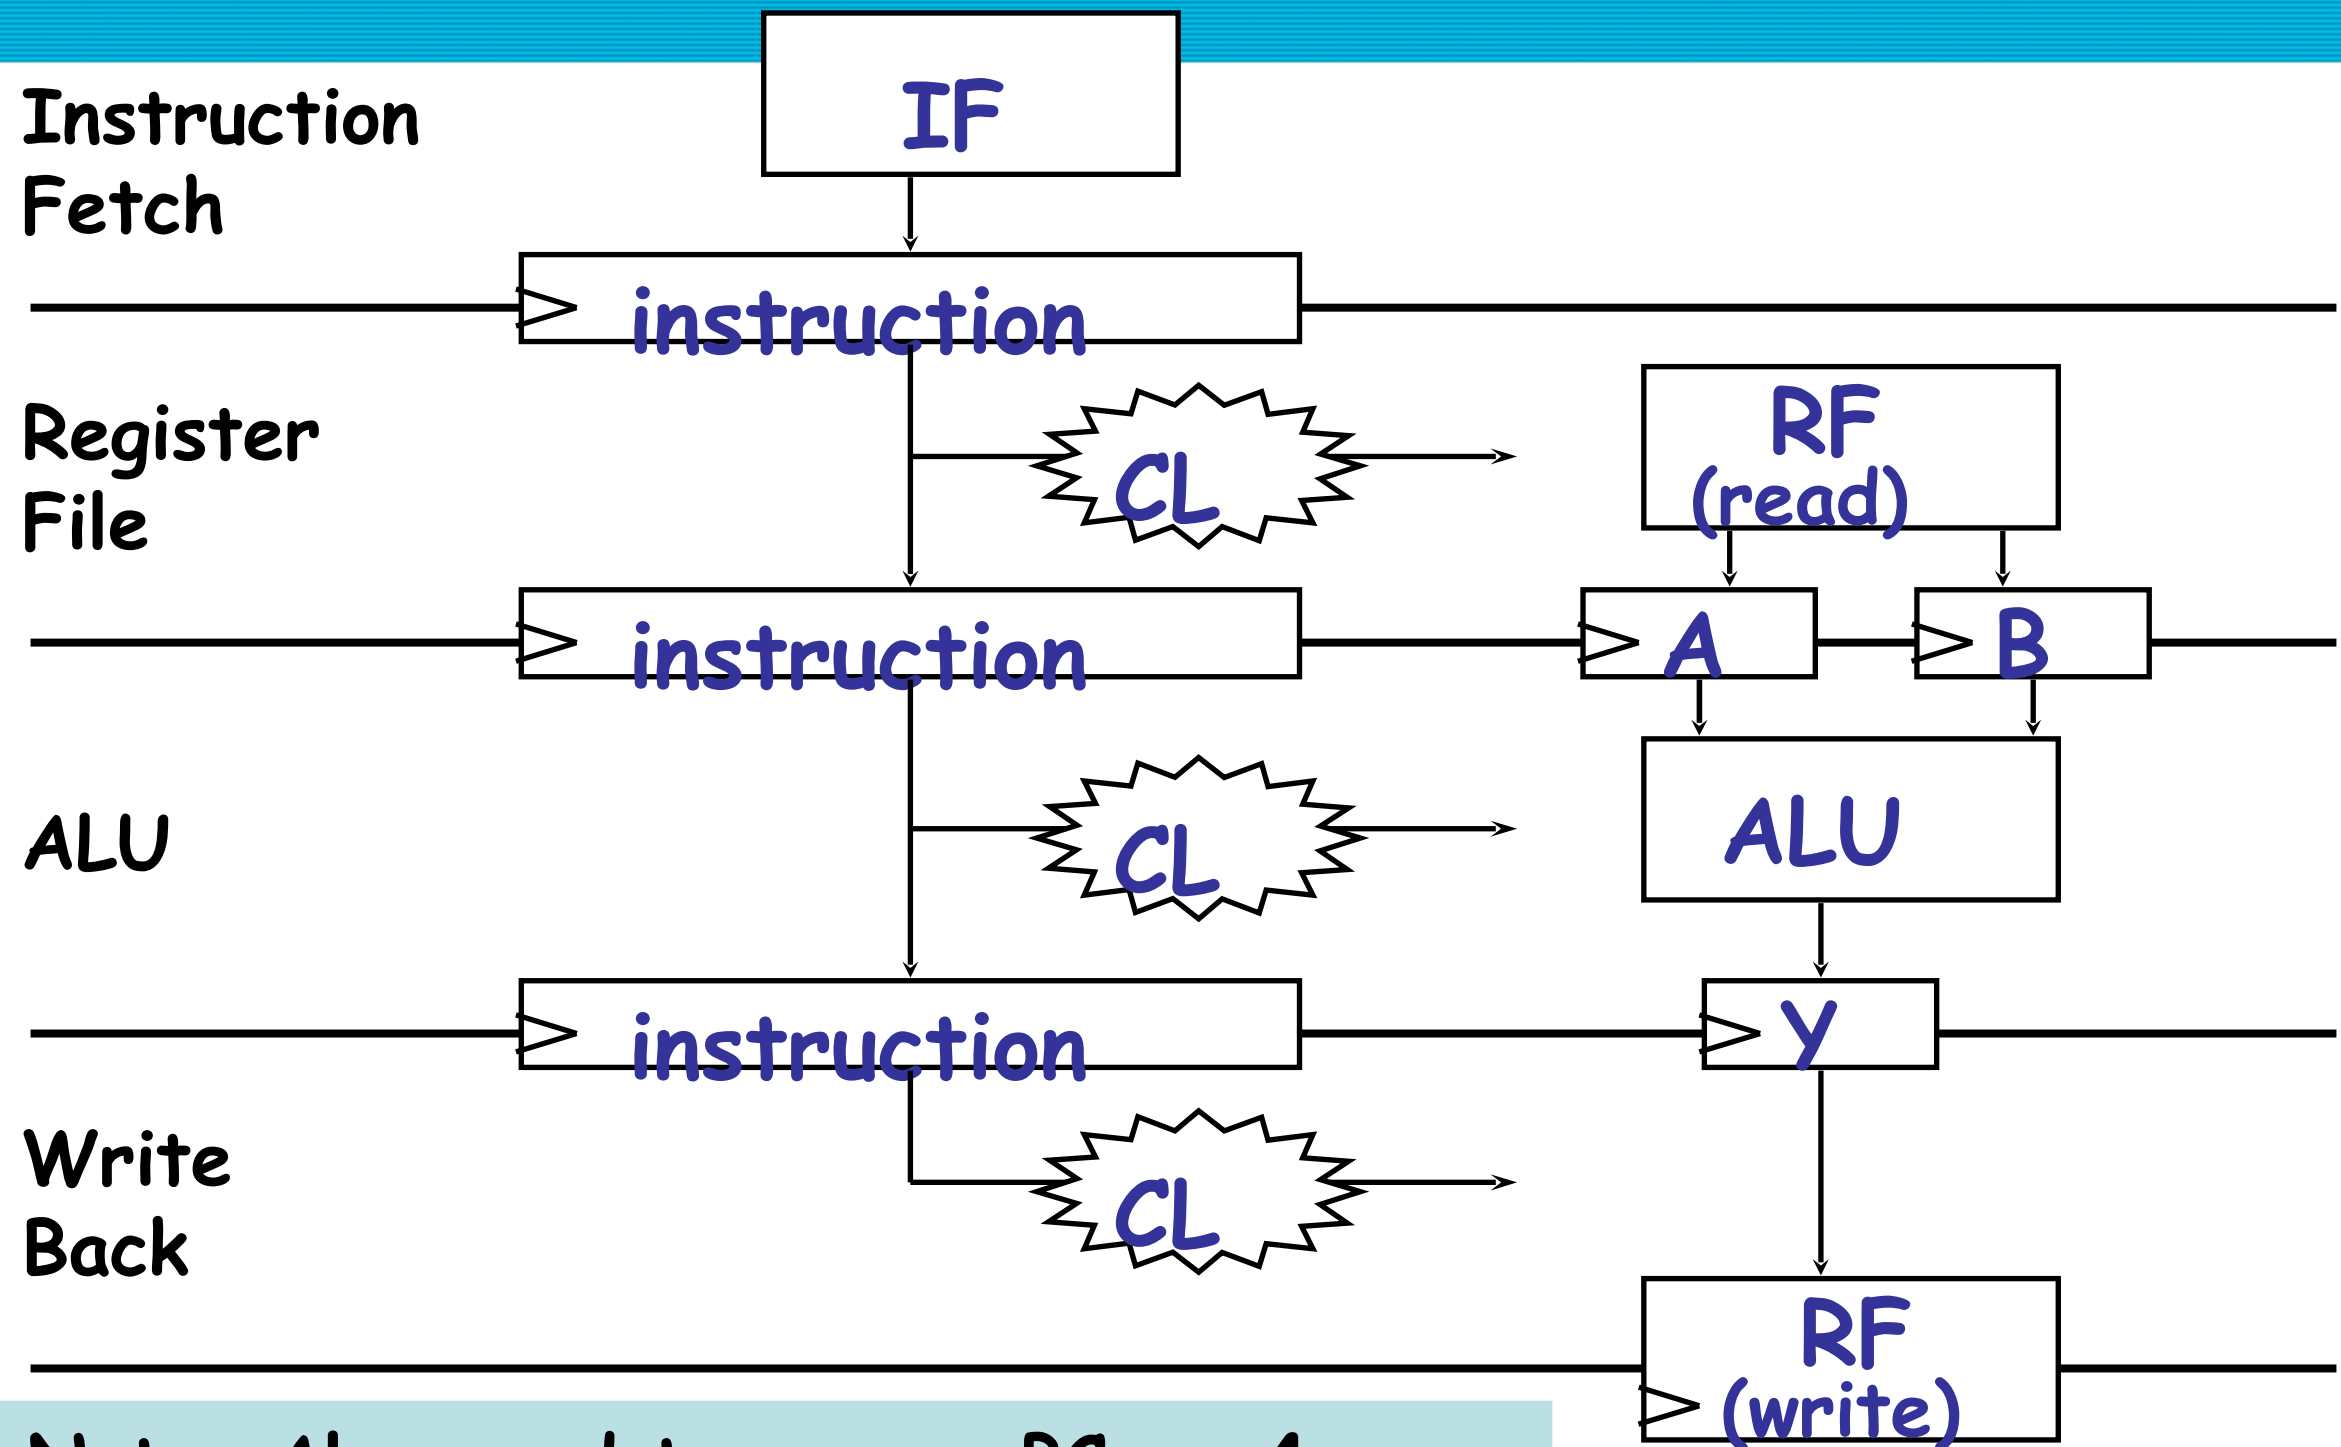 IF
Instruction
Fetch
instruction
Register
File
CL
RF
(read)
instruction
A
B
ALU
CL
ALU
instruction
Y
Write
Back
CL
RF
(write)